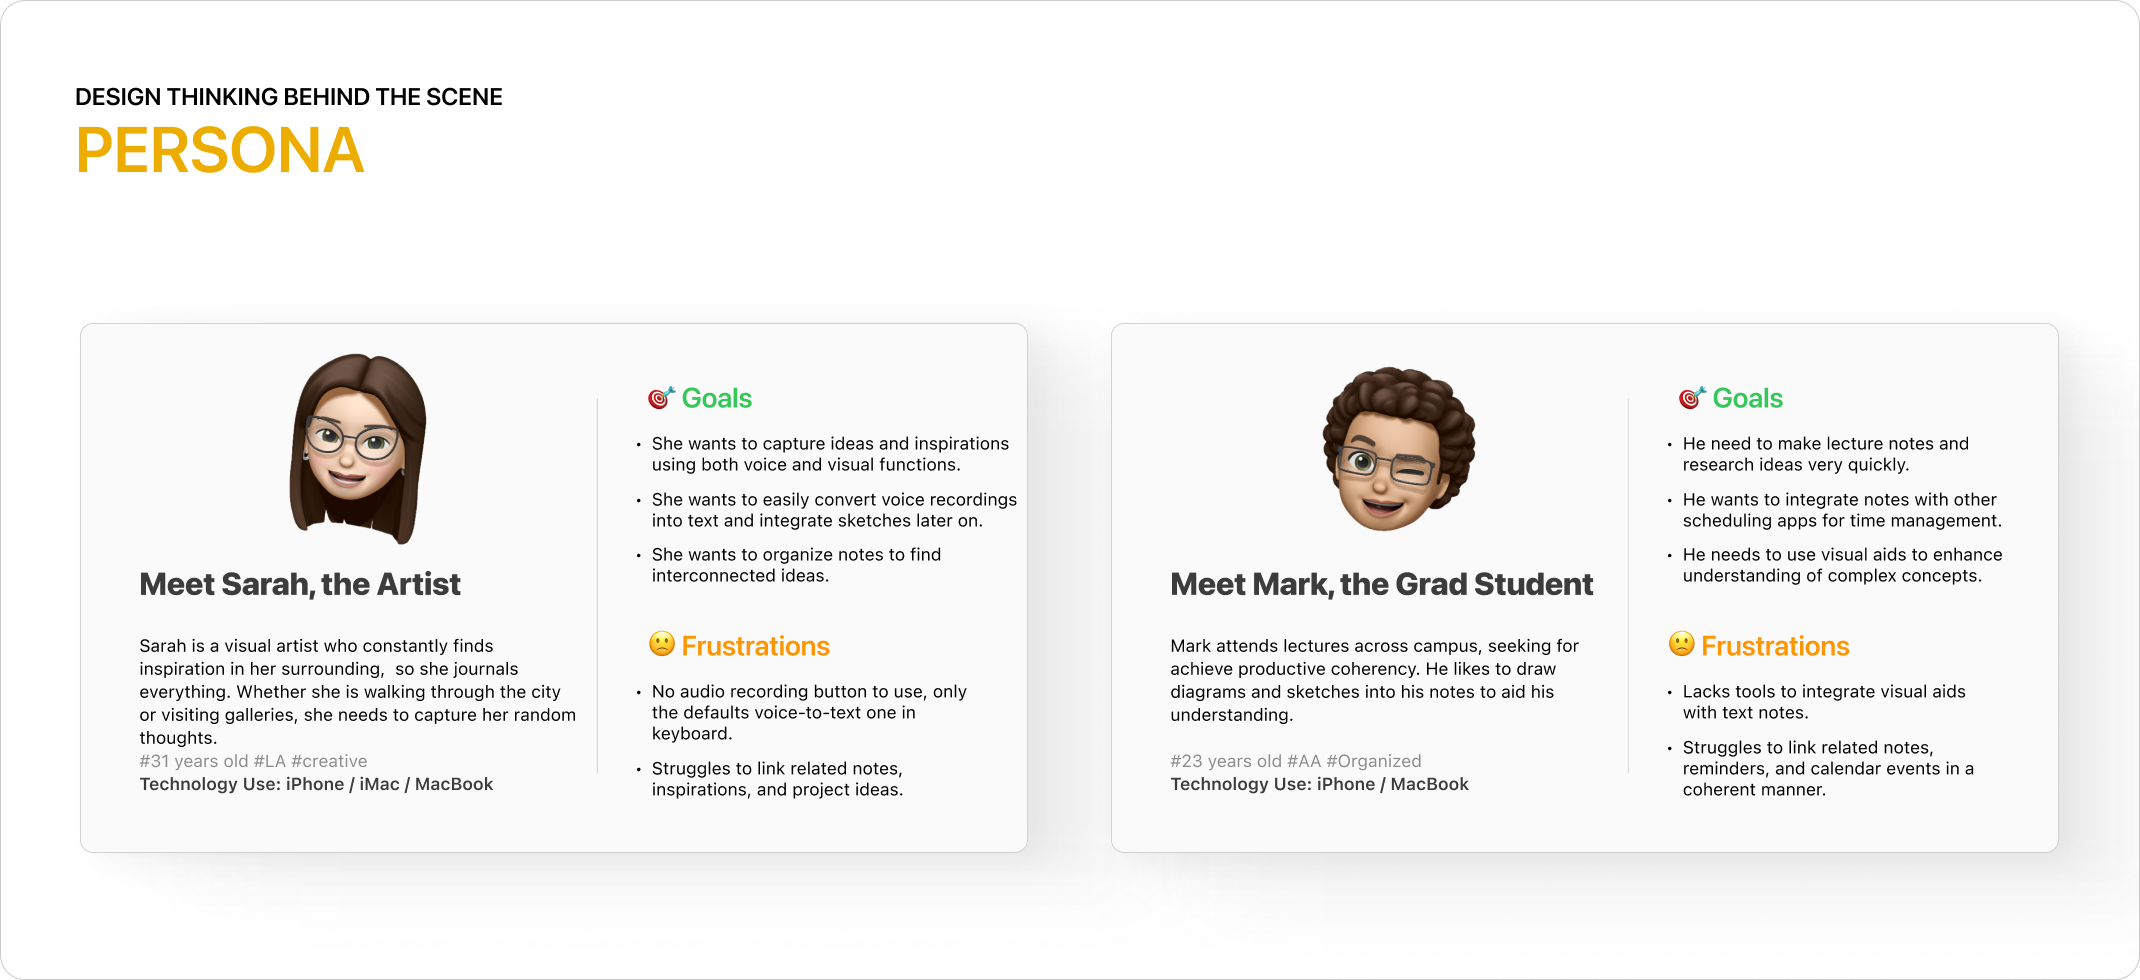 DESIGN THINKING BEHIND THE SCENE
PERSONA
Meet Sarah, the Artist
Sarah is a visual artist who constantly finds
inspiration in her surrounding,  so she journals
everything. Whether she is walking through the city
or visiting galleries, she needs to capture her random
thoughts.
#31 years old #LA #creative
Technology Use: iPhone / iMac / MacBook
Goals
• She wants to capture ideas and inspirations
using both voice and visual functions.
• She wants to easily convert voice recordings
into text and integrate sketches later on.
• She wants to organize notes to find
interconnected ideas.
Frustrations
• No audio recording button to use, only
the defaults voice-to-text one in
keyboard.
• Struggles to link related notes,
inspirations, and project ideas.
Meet Mark, the Grad Student
Mark attends lectures across campus, seeking for
achieve productive coherency. He likes to draw
diagrams and sketches into his notes to aid his
understanding.
#23 years old #AA #Organized
Technology Use: iPhone / MacBook
Goals
• He need to make lecture notes and
research ideas very quickly.
• He wants to integrate notes with other
scheduling apps for time management.
• He needs to use visual aids to enhance
understanding of complex concepts.
Frustrations
• Lacks tools to integrate visual aids
with text notes.
• Struggles to link related notes,
reminders, and calendar events in a
coherent manner.